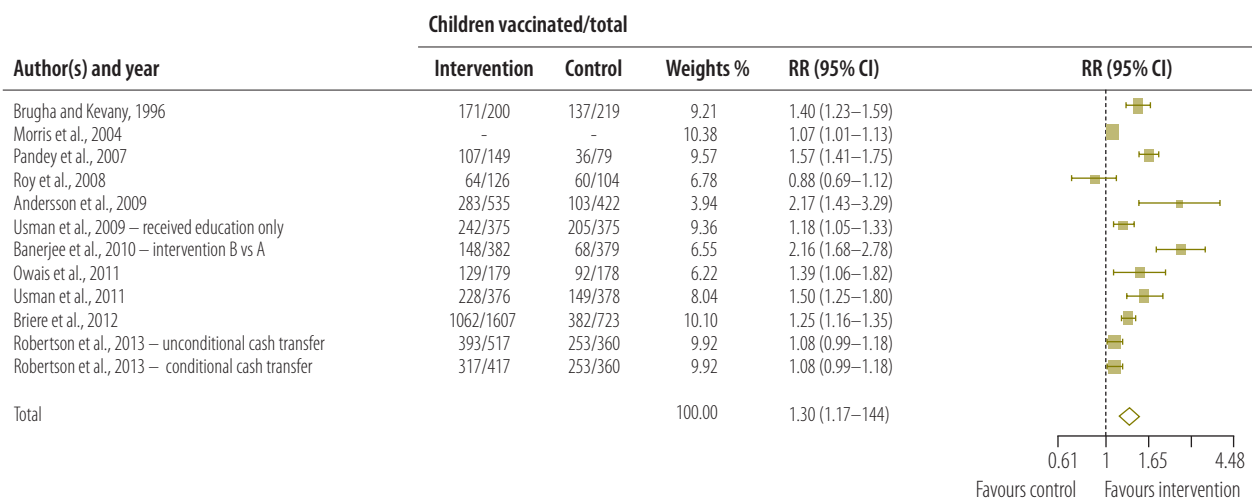 Children vaccinated/total
Author(s) and year Intervention Control Weights % RR (95% CI) RR (95% CI)
Brugha and Kevany, 1996 171/200 137/219 9.21 1.40 (1.23–1.59)
Morris et al., 2004 - - 10.38 1.07 (1.01–1.13)
Pandey et al., 2007 107/149 36/79 9.57 1.57 (1.41–1.75)
Roy et al., 2008 64/126 60/104 6.78 0.88 (0.69–1.12)
Andersson et al., 2009 283/535 103/422 3.94 2.17 (1.43–3.29)
Usman et al., 2009 – received education only 242/375 205/375 9.36 1.18 (1.05–1.33)
Banerjee et al., 2010 – intervention B vs A 148/382 68/379 6.55 2.16 (1.68–2.78)
Owais et al., 2011 129/179 92/178 6.22 1.39 (1.06–1.82)
Usman et al., 2011 228/376 149/378 8.04 1.50 (1.25–1.80)
Briere et al., 2012 1062/1607 382/723 10.10 1.25 (1.16–1.35)
Robertson et al., 2013 – unconditional cash transfer 393/517 253/360 9.92 1.08 (0.99–1.18)
Robertson et al., 2013 – conditional cash transfer 317/417 253/360 9.92 1.08 (0.99–1.18)
Total 100.00 1.30 (1.17–144)
0.61 1 1.65 4.48
Favours control Favours intervention